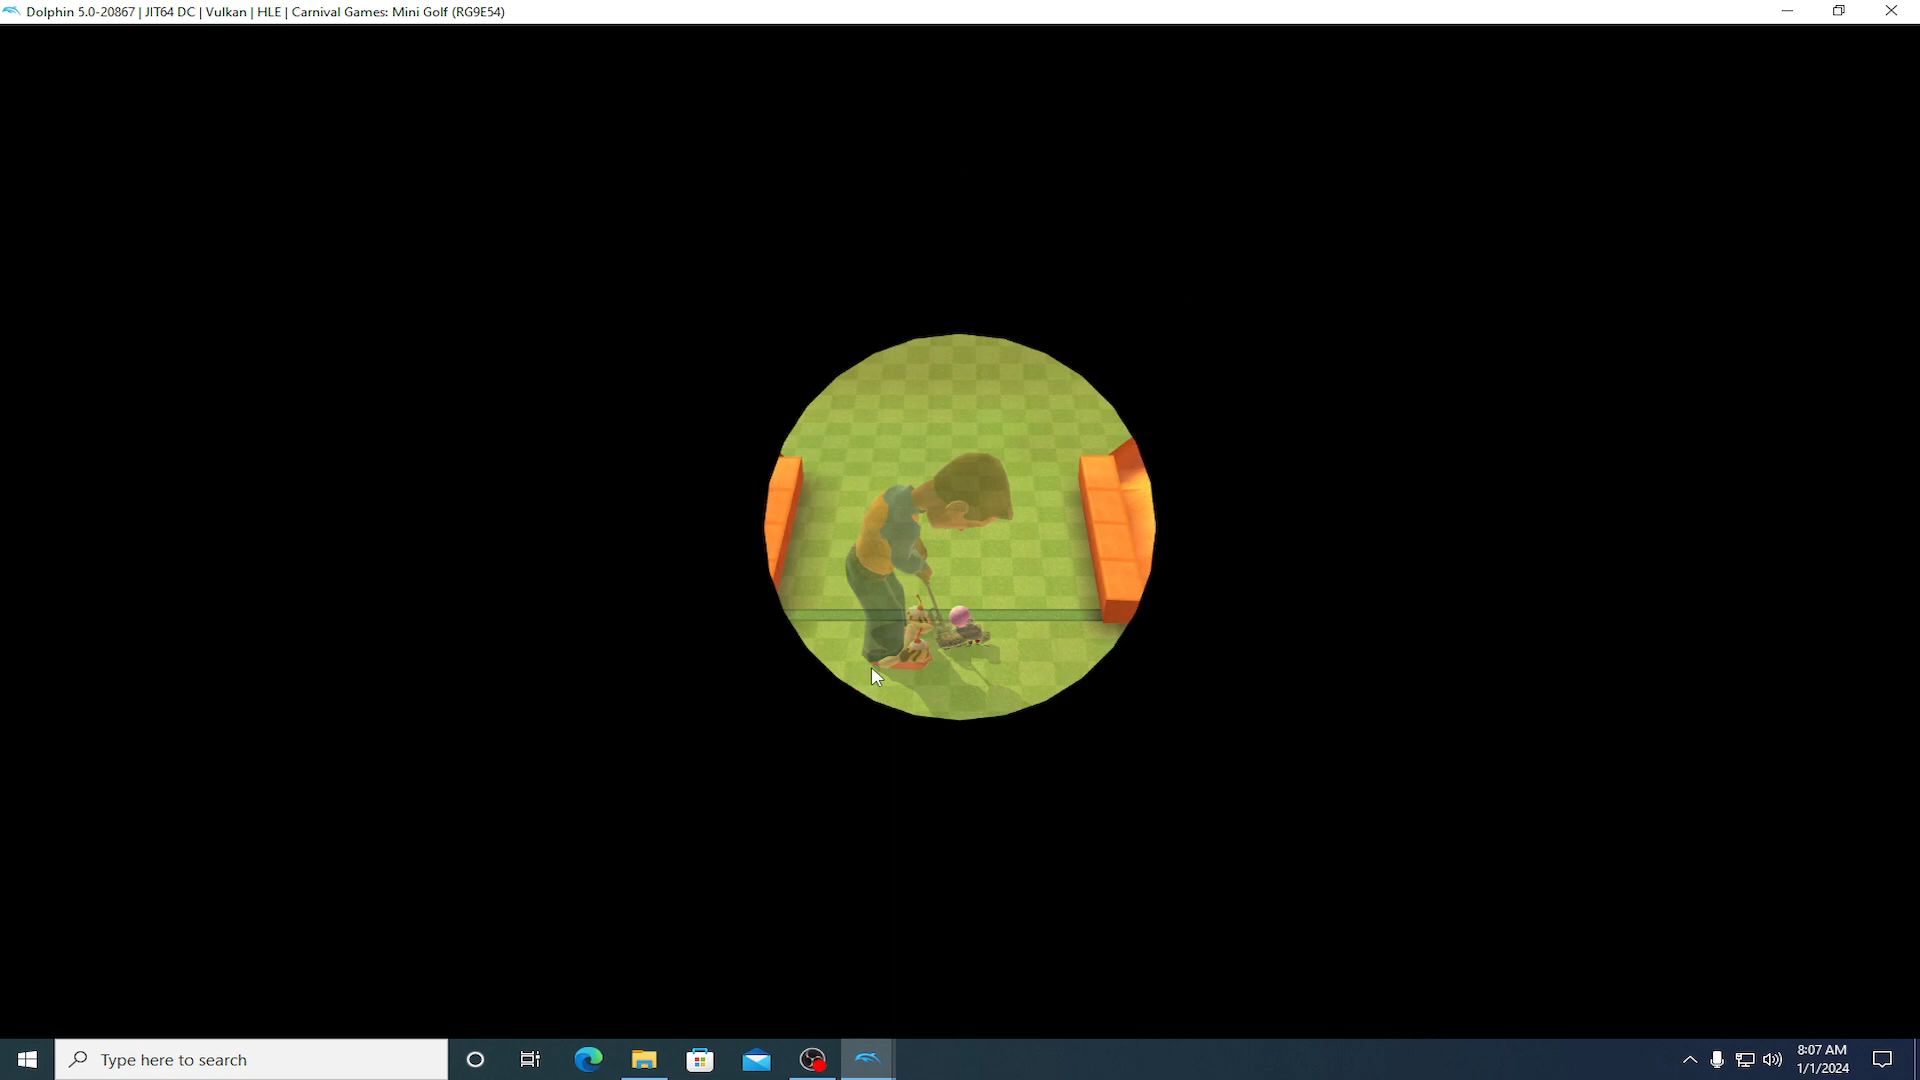 Dolphin 5.0-20867 | JIT64 DC | Vulkan | HLE | Carnival Games: Mini Golf (RG9E54)
Type here to search
8:07 AM
1/1/2024